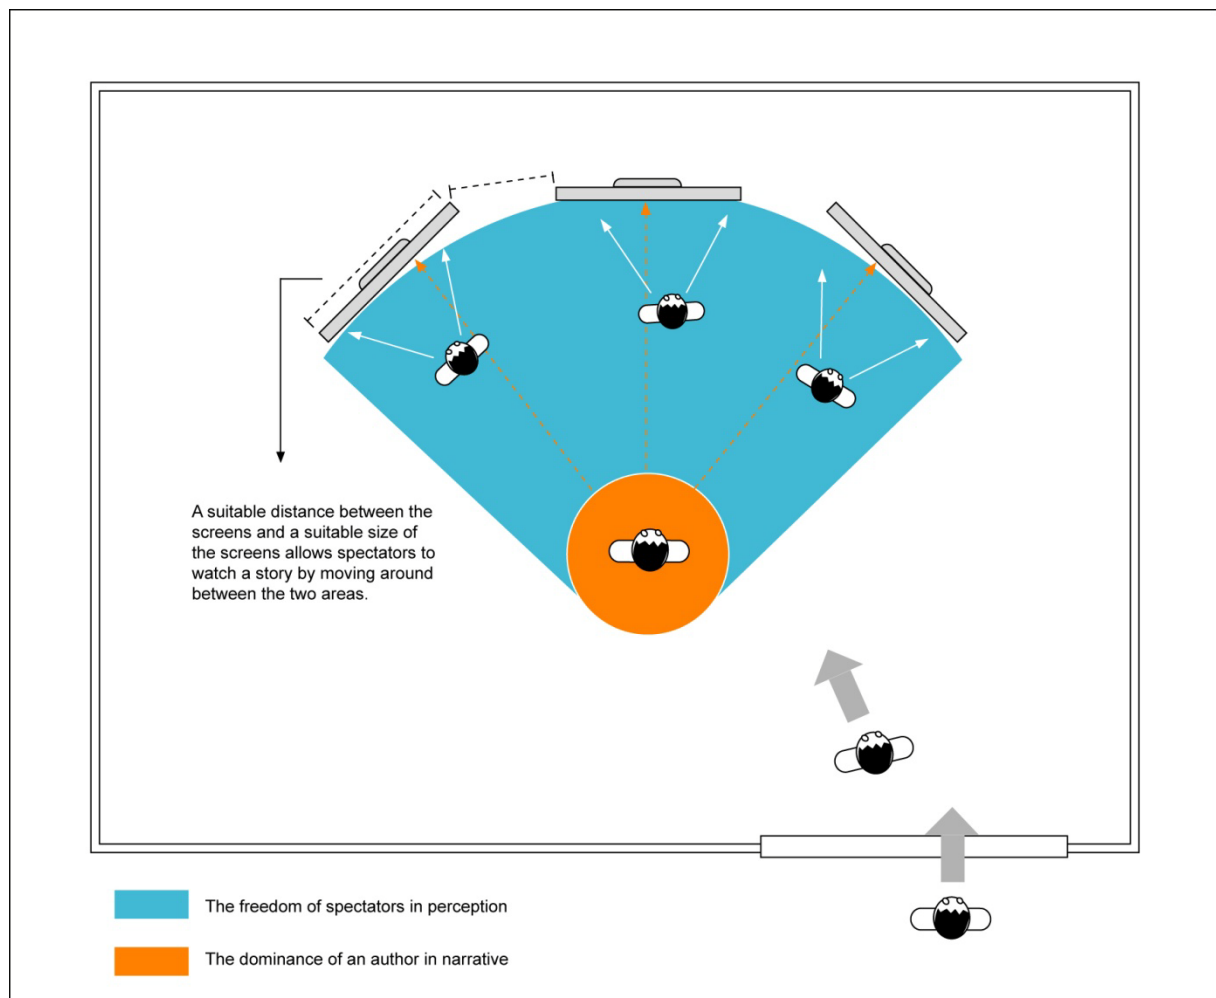 A suitable distance between the
screens and a suitable size of
the screens allows spectators to
watch a story by moving around
between the two areas.
The freedom of spectators in perception
The dominance of an author in narrative